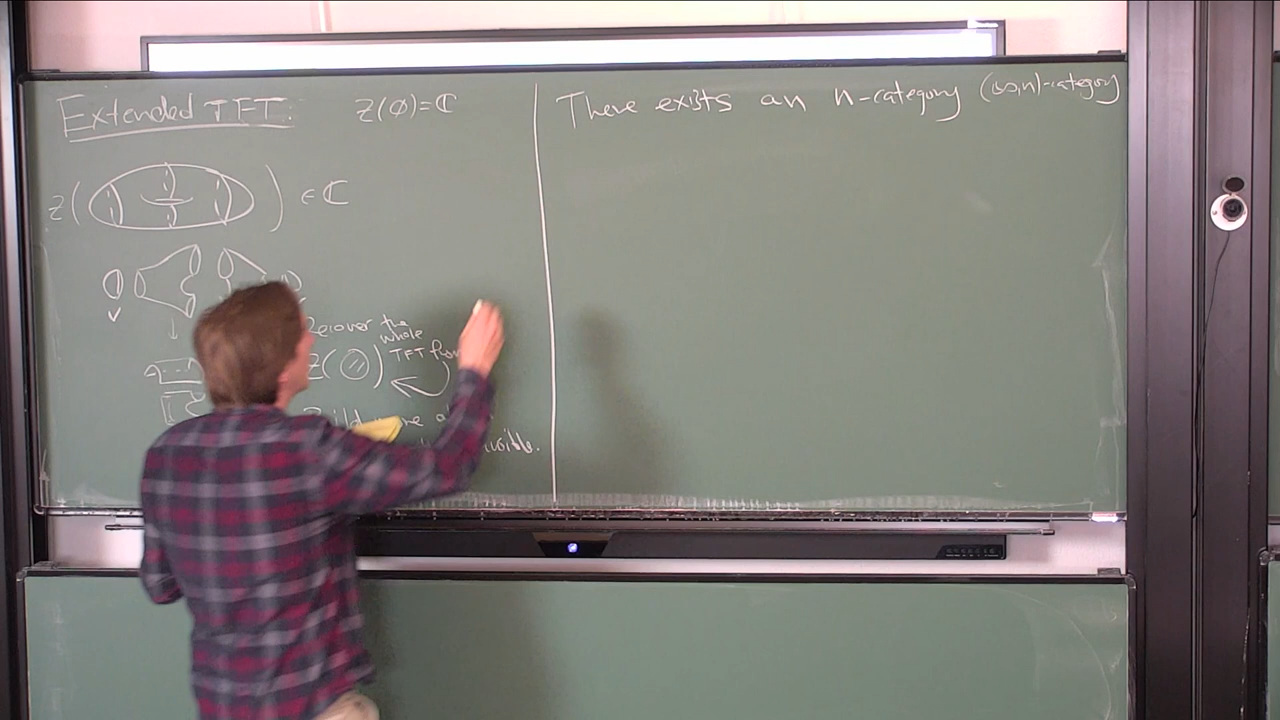 Extended TFT:
Z(∅)=ℂ
Z( ) ∈ ℂ
Recover the
whole
TFT from
Z( )
There exists an n-category (∞,n)-category